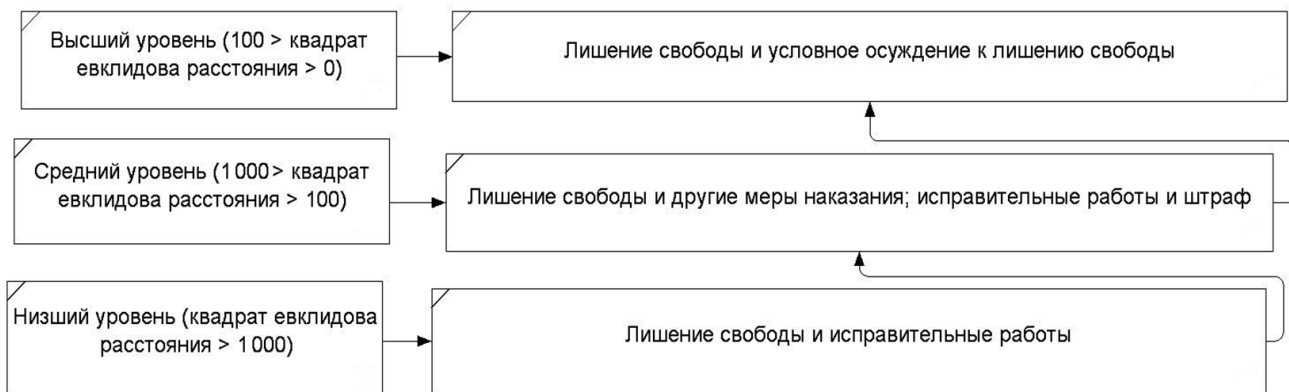 Высший уровень (100 > квадрат
евклидова расстояния > 0)
Лишение свободы и условное осуждение к лишению свободы
Средний уровень (1000 > квадрат
евклидова расстояния > 100)
Лишение свободы и другие меры наказания; исправительные работы и штраф
Низший уровень (квадрат евклидова
расстояния > 1000)
Лишение свободы и исправительные работы